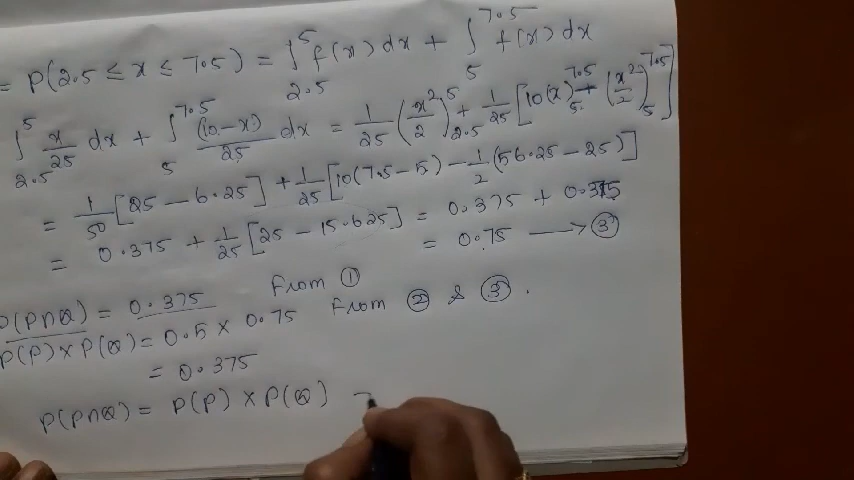 = P(2.5 ≤ x ≤ 7.5) = ∫_{2.5}^{5} f(x) dx + ∫_{5}^{7.5} f(x) dx
∫_{2.5}^{5} x/25 dx + ∫_{5}^{7.5} (10-x)/25 dx = 1/25 (x²/2)_{2.5}^{5} + 1/25 [10(x)_{5}^{7.5} - (x²/2)_{5}^{7.5}]
= 1/50 [25 - 6.25] + 1/25 [10(7.5 - 5) - 1/2 (56.25 - 25)]
= 0.375 + 1/25 [25 - 15.625] = 0.375 + 0.375
= 0.75 → ③
P(P∩Q) = 0.375 From ①
P(P) × P(Q) = 0.5 × 0.75 From ② & ③.
= 0.375
P(P∩Q) = P(P) × P(Q)